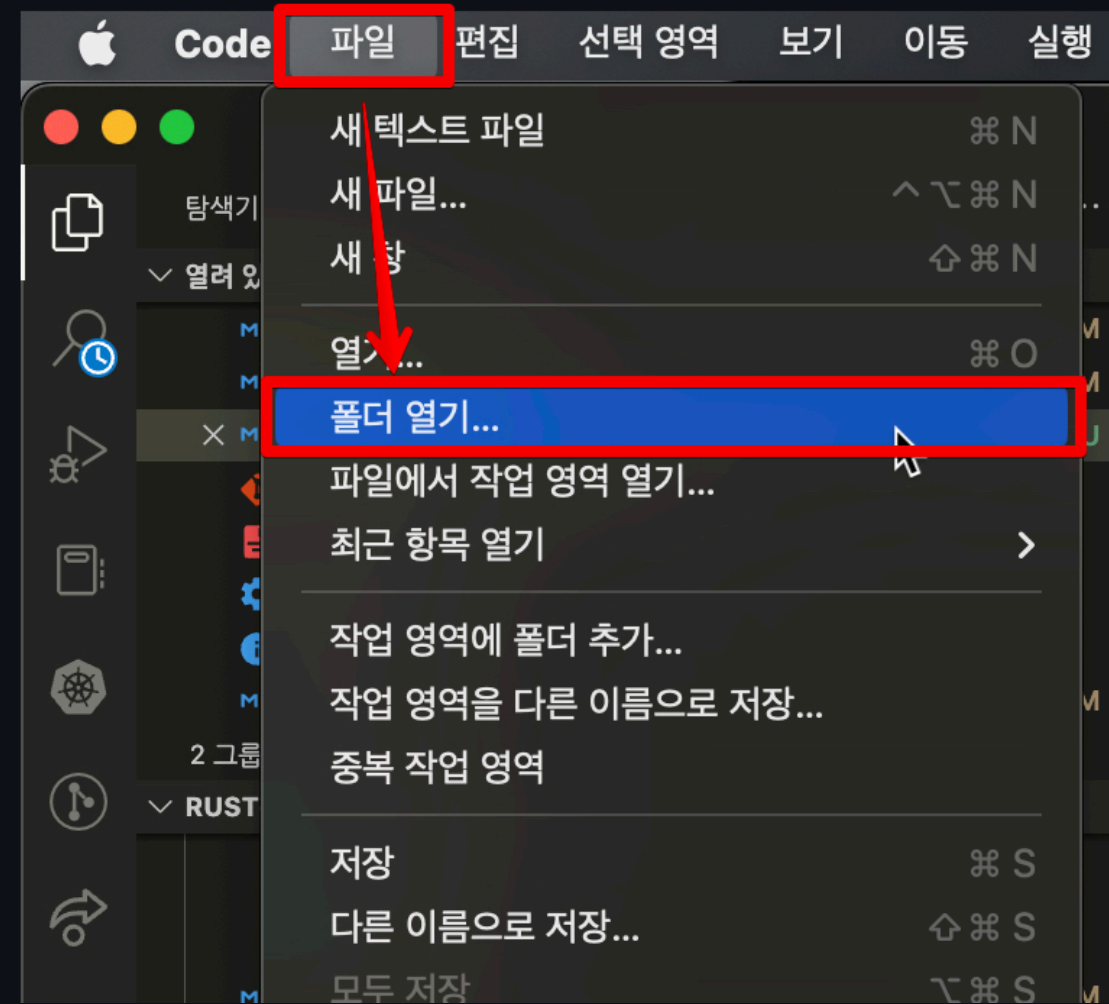 Code 파일 편집 선택 영역 보기 이동 실행
새 텍스트 파일 ⌘ N
탐색기
새 파일... ^⌥⌘ N
새 창 ⇧⌘ N
열려
M
열기... ⌘ O
M
폴더 열기...
M U
파일에서 작업 영역 열기...
최근 항목 열기
작업 영역에 폴더 추가...
작업 영역을 다른 이름으로 저장...
M M
2 그룹
중복 작업 영역
RUST
저장 ⌘ S
다른 이름으로 저장... ⇧⌘ S
모두 저장 ⌥⌘ S
M M